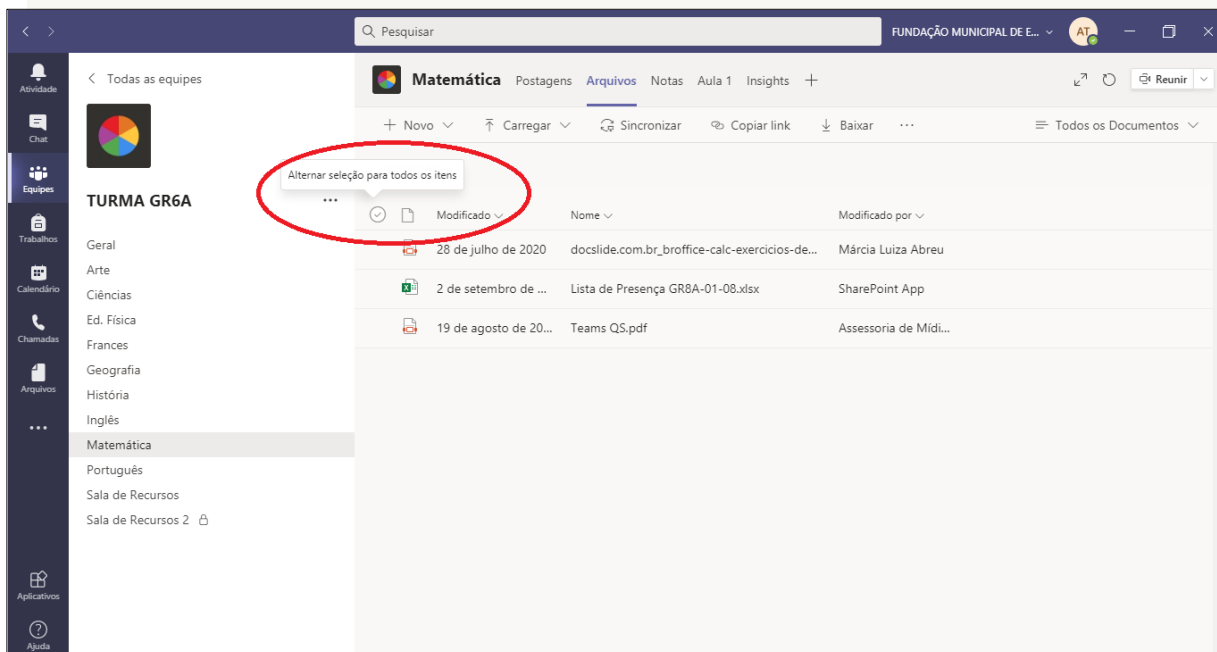 Pesquisar
FUNDAÇÃO MUNICIPAL DE E...
AT
Atividade
Chat
Equipes
Trabalhos
Calendário
Chamadas
Arquivos
Aplicativos
Ajuda
Todas as equipes
TURMA GR6A
Geral
Arte
Ciências
Ed. Física
Frances
Geografia
História
Inglês
Matemática
Português
Sala de Recursos
Sala de Recursos 2
Matemática Postagens Arquivos Notas Aula 1 Insights
Reunir
Novo Carregar Sincronizar Copiar link Baixar ... Todos os Documentos
Alternar seleção para todos os itens
Modificado Nome Modificado por
28 de julho de 2020 docslide.com.br_broffice-calc-exercicios-de... Márcia Luiza Abreu
2 de setembro de ... Lista de Presença GR8A-01-08.xlsx SharePoint App
19 de agosto de 20... Teams QS.pdf Assessoria de Mídi...